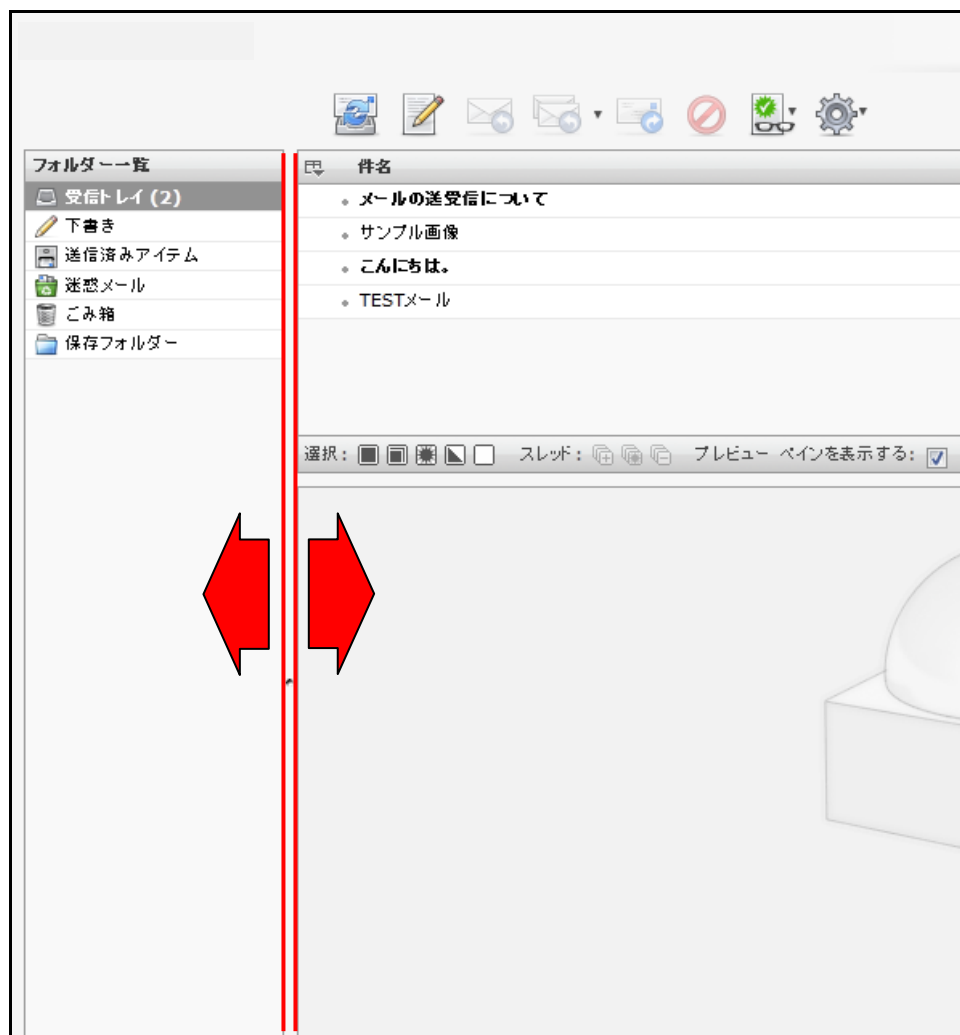 フォルダー一覧
受信トレイ (2)
下書き
送信済みアイテム
迷惑メール
ごみ箱
保存フォルダー
件名
メールの送受信について
サンプル画像
こんにちは。
TESTメール
選択: スレッド: プレビュー ペインを表示する: